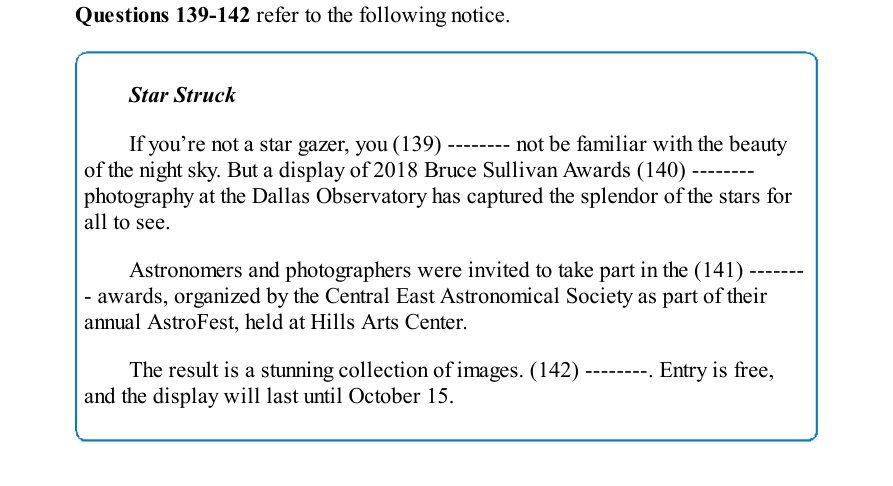 Questions 139-142 refer to the following notice.
Star Struck
If you’re not a star gazer, you (139) -------- not be familiar with the beauty
of the night sky. But a display of 2018 Bruce Sullivan Awards (140) --------
photography at the Dallas Observatory has captured the splendor of the stars for
all to see.
Astronomers and photographers were invited to take part in the (141) -------
- awards, organized by the Central East Astronomical Society as part of their
annual AstroFest, held at Hills Arts Center.
The result is a stunning collection of images. (142) --------. Entry is free,
and the display will last until October 15.